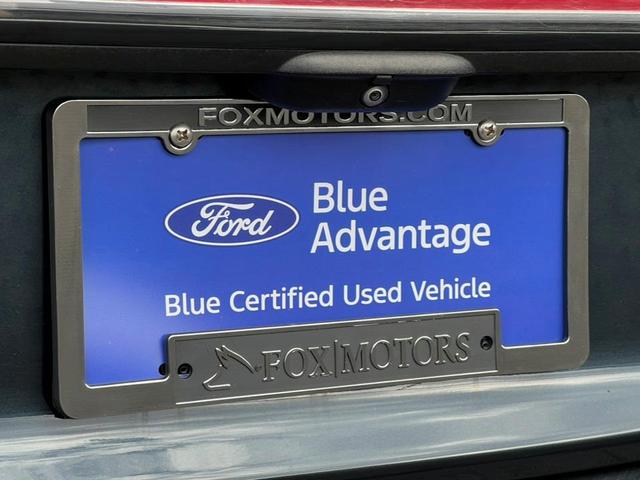 FOXMOTORS.COM
Ford
Blue
Advantage
Blue Certified Used Vehicle
FOX|MOTORS